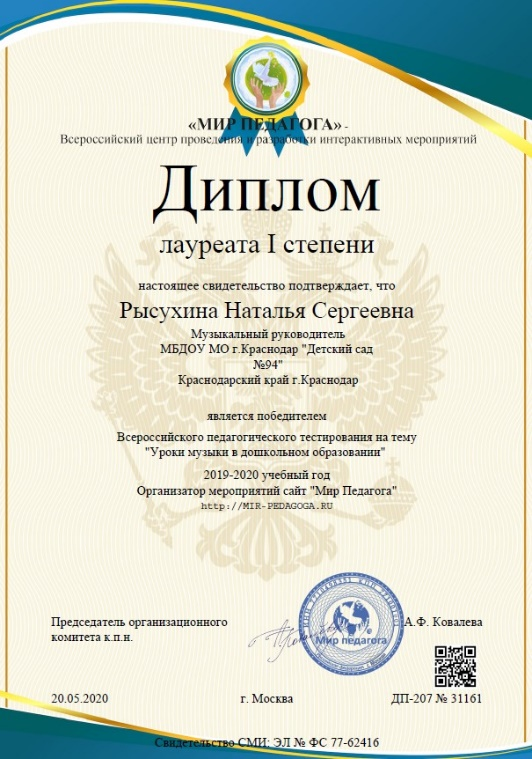 «МИР ПЕДАГОГА» -
Всероссийский центр проведения и разработки интерактивных мероприятий
Диплом
лауреата I степени
настоящее свидетельство подтверждает, что
Рысухина Наталья Сергеевна
Музыкальный руководитель
МБДОУ МО г.Краснодар "Детский сад
№94"
Краснодарский край г.Краснодар
является победителем
Всероссийского педагогического тестирования на тему
"Уроки музыки в дошкольном образовании"
2019-2020 учебный год
Организатор мероприятий сайт "Мир Педагога"
http://MIR-PEDAGOGA.RU
Председатель организационного
комитета к.п.н.
Мир педагога
А.Ф. Ковалева
20.05.2020 г. Москва ДП-207 № 31161
Свидетельство СМИ: ЭЛ № ФС 77-62416